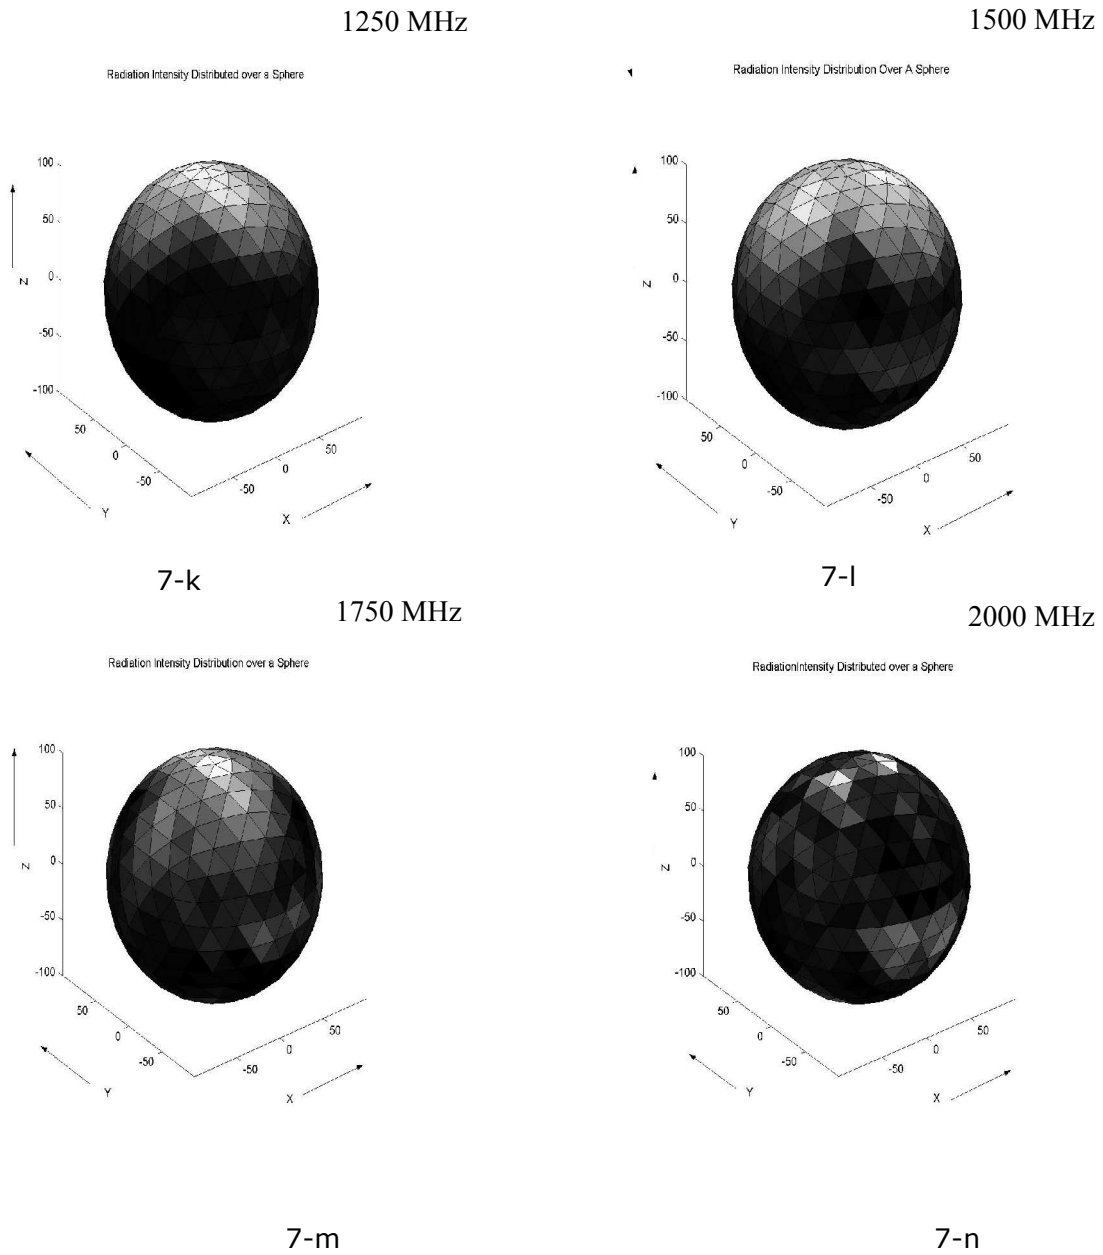 1250 MHz
1500 MHz
Radiation Intensity Distributed over a Sphere
Radiation Intensity Distribution Over A Sphere
100
50
0
-50
-100
Z
50
0
-50
Y
-50
0
50
X
100
50
0
-50
-100
Z
50
0
-50
Y
-50
0
50
X
7-k
7-l
1750 MHz
2000 MHz
Radiation Intensity Distribution over a Sphere
RadiationIntensity Distributed over a Sphere
100
50
0
-50
-100
Z
50
0
-50
Y
-50
0
50
X
100
50
0
-50
-100
Z
50
0
-50
Y
-50
0
50
X
7-m
7-n